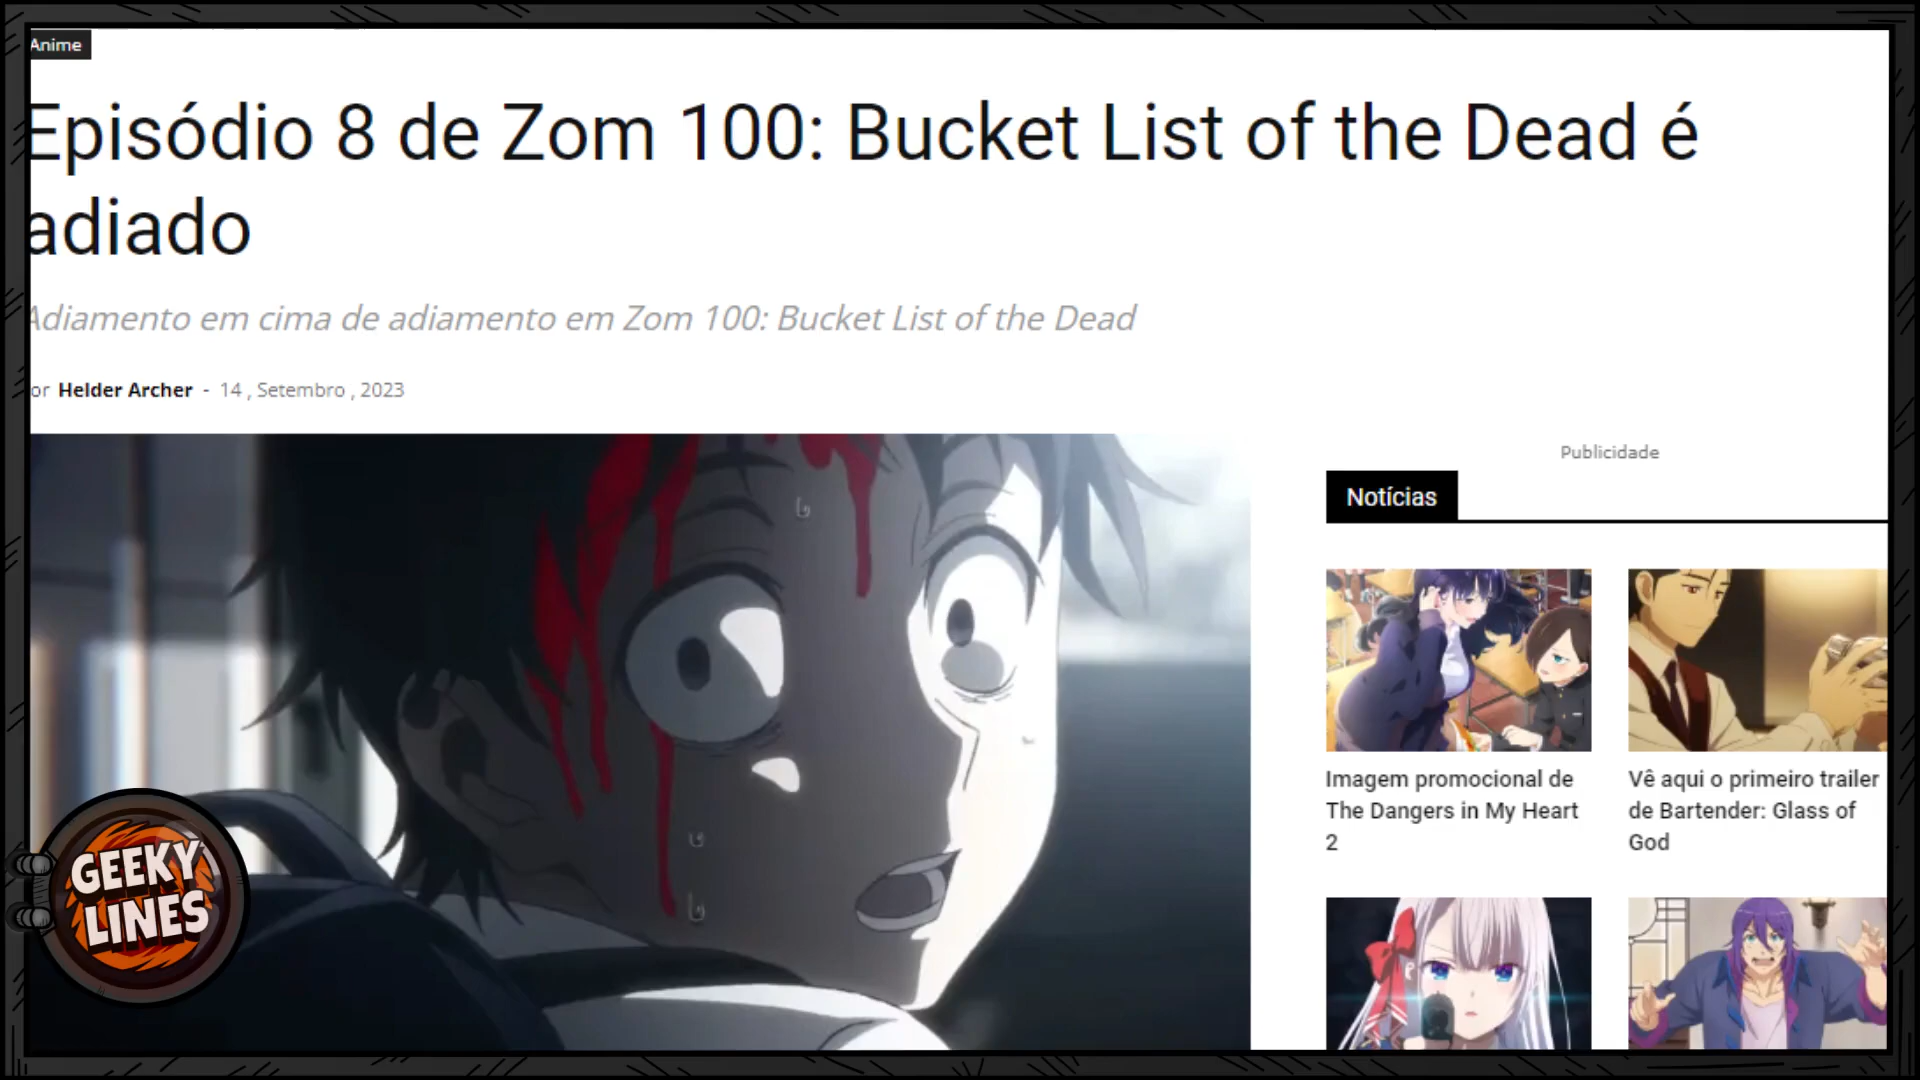 Anime
Episódio 8 de Zom 100: Bucket List of the Dead é
adiado
Adiamento em cima de adiamento em Zom 100: Bucket List of the Dead
or Helder Archer - 14 , Setembro , 2023
Publicidade
Notícias
Imagem promocional de
The Dangers in My Heart
2
Vê aqui o primeiro trailer
de Bartender: Glass of
God
GEEKY
LINES